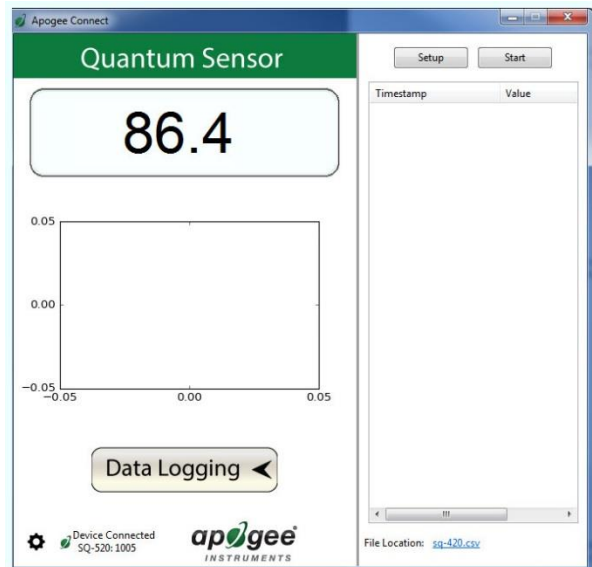 Apogee Connect
Quantum Sensor
86.4
0.05
0.00
−0.05
−0.05 0.00 0.05
Data Logging
Device Connected
SQ-520: 1005
apogee
INSTRUMENTS
Setup Start
Timestamp Value
File Location: sq-420.csv